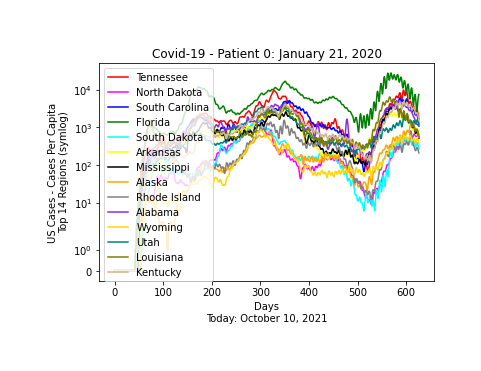 Covid-19 - Patient 0: January 21, 2020
US Cases - Cases Per Capita
Top 14 Regions (symlog)
10⁴
10³
10²
10¹
10⁰
0
Tennessee
North Dakota
South Carolina
Florida
South Dakota
Arkansas
Mississippi
Alaska
Rhode Island
Alabama
Wyoming
Utah
Louisiana
Kentucky
0 100 200 300 400 500 600
Days
Today: October 10, 2021